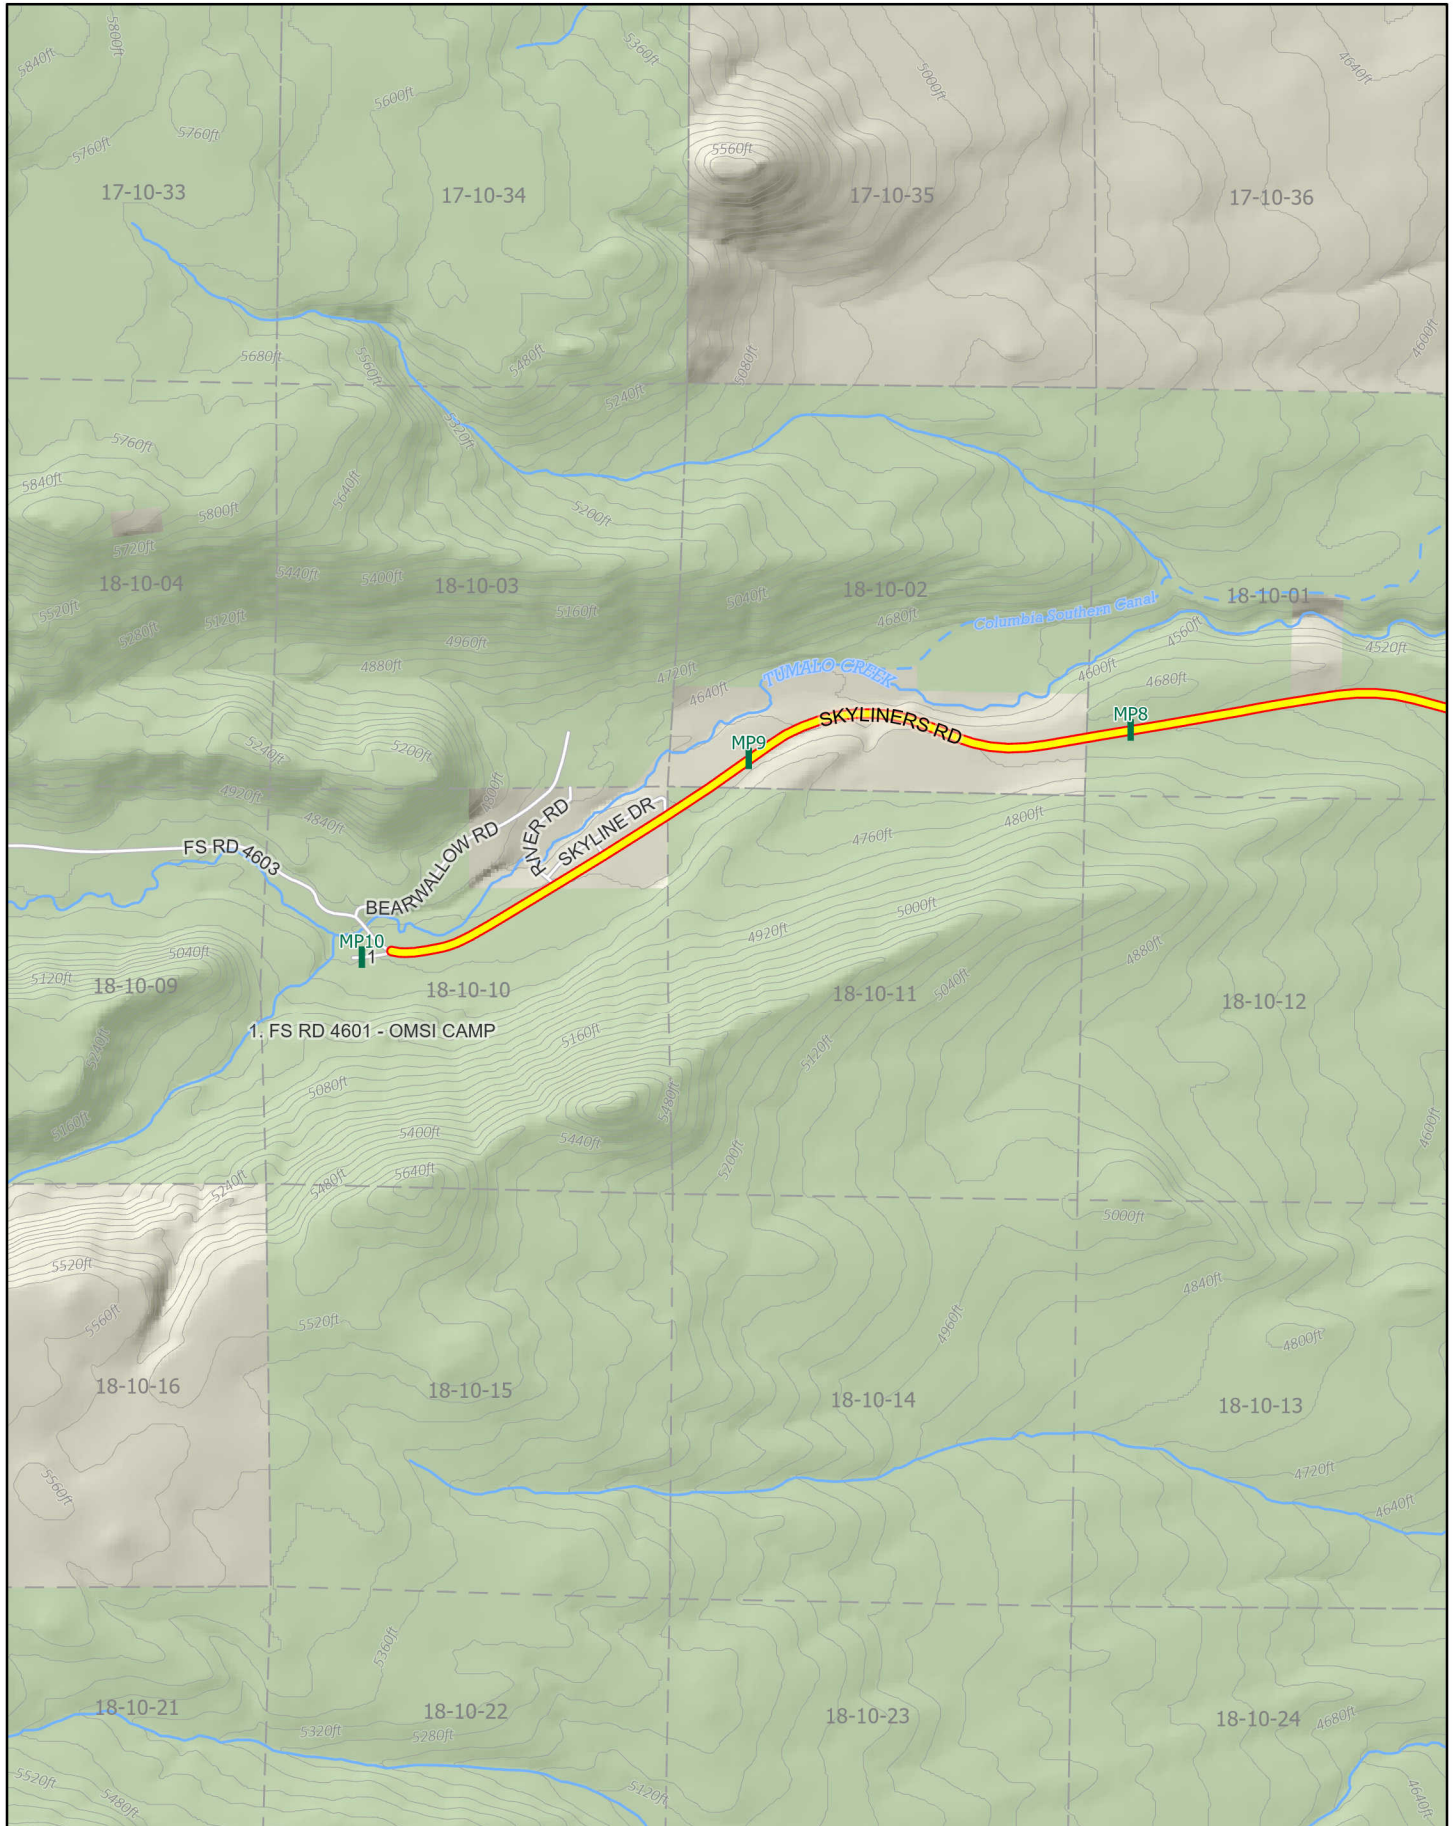 5800ft
5840ft
5360ft
5000ft
4640ft
5600ft
5760ft
5760ft
5560ft
17-10-33
17-10-34
17-10-35
17-10-36
5680ft
5560ft
5480ft
5080ft
4600ft
5240ft
5320ft
5760ft
5840ft
5640ft
5800ft
5200ft
5720ft
18-10-04
5440ft
5400ft
18-10-03
5040ft
18-10-02
18-10-01
5520ft
5280ft
5120ft
5160ft
4680ft
Columbia Southern Canal
4960ft
4560ft
4520ft
4880ft
4720ft
4640ft
TUMALO CREEK
4600ft
4680ft
SKYLINERS RD
MP8
MP9
5240ft
5200ft
4920ft
4800ft
4840ft
FS RD 4603
BEARWALLOW RD
RIVER RD
SKYLINE DR
4760ft
4800ft
5000ft
4920ft
4880ft
MP10
1
5040ft
5120ft
18-10-09
18-10-10
18-10-11
5040ft
18-10-12
1. FS RD 4601 - OMSI CAMP
5240ft
5160ft
5120ft
5080ft
5480ft
5160ft
5400ft
5440ft
4600ft
5200ft
5640ft
5480ft
5240ft
5000ft
5520ft
4840ft
5560ft
5520ft
4960ft
4800ft
18-10-16
18-10-15
18-10-14
18-10-13
5560ft
4720ft
4640ft
5360ft
18-10-21
18-10-22
18-10-23
18-10-24
4680ft
5320ft
5280ft
5520ft
5480ft
5120ft
4640ft